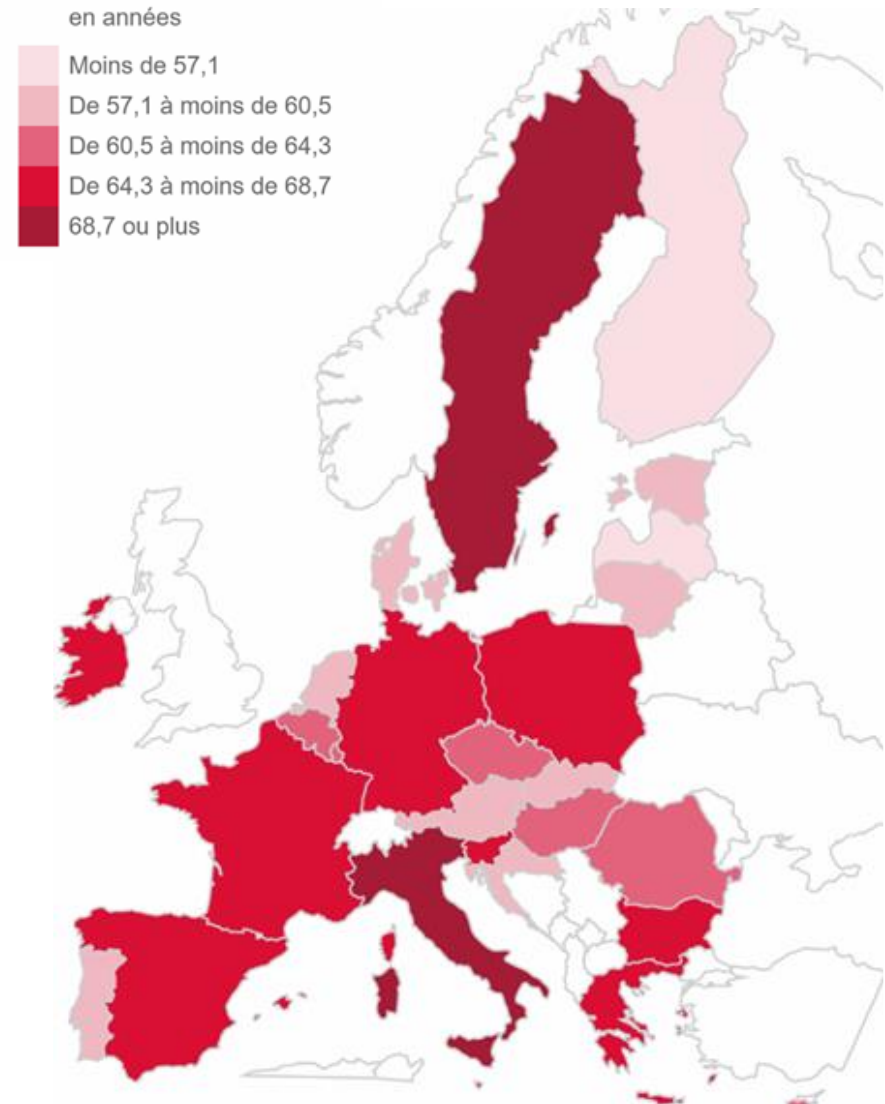 en années
Moins de 57,1
De 57,1 à moins de 60,5
De 60,5 à moins de 64,3
De 64,3 à moins de 68,7
68,7 ou plus